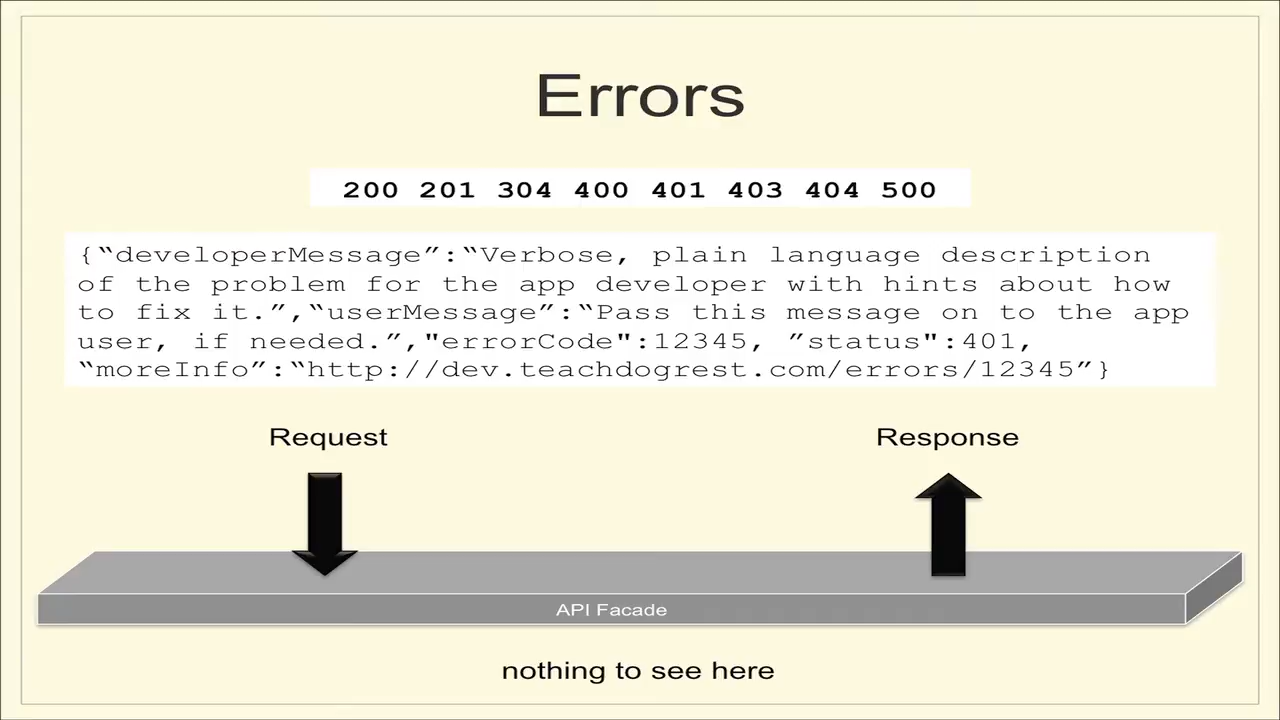 Errors
200 201 304 400 401 403 404 500
{“developerMessage”:“Verbose, plain language description
of the problem for the app developer with hints about how
to fix it.”,“userMessage”:“Pass this message on to the app
user, if needed.”,"errorCode":12345, ”status":401,
“moreInfo”:“http://dev.teachdogrest.com/errors/12345”}
Request
Response
API Facade
nothing to see here